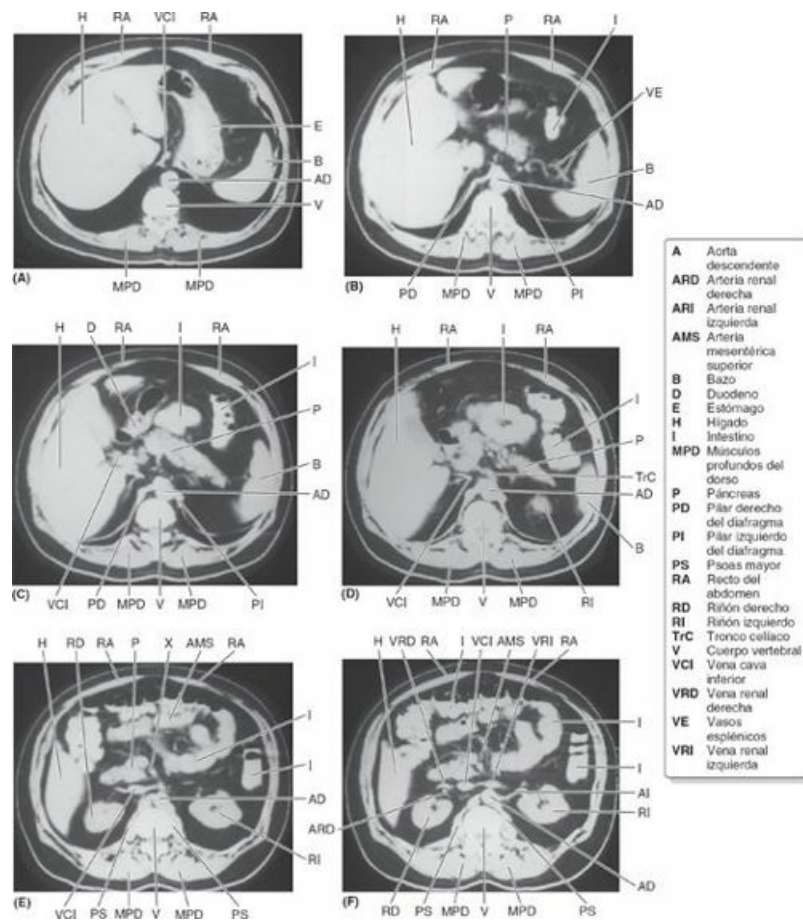 H RA VCI RA
E
B
AD
V
(A)
MPD MPD
H RA P RA I
VE
B
AD
(B)
PD MPD V MPD PI
H D RA I RA
I
P
B
AD
(C)
VCI PD MPD V MPD PI
H RA I RA
I
P
TrC
AD
B
(D)
VCI MPD V MPD RI
H RD RA P X AMS RA
I
I
AD
ARD
RI
(E)
VCI PS MPD V MPD PS
H VRD RA I VCI AMS VRI RA
I
I
AI
RI
AD
(F)
RD PS MPD V MPD PS
A Aorta
descendente
ARD Arteria renal
derecha
ARI Arteria renal
izquierda
AMS Arteria
mesentérica
superior
B Bazo
D Duodeno
E Estómago
H Hígado
I Intestino
MPD Músculos
profundos del
dorso
P Páncreas
PD Pilar derecho
del diafragma
PI Pilar izquierdo
del diafragma
PS Psoas mayor
RA Recto del
abdomen
RD Riñón derecho
RI Riñón izquierdo
TrC Tronco celíaco
V Cuerpo vertebral
VCI Vena cava
inferior
VRD Vena renal
derecha
VE Vasos
esplénicos
VRI Vena renal
izquierda